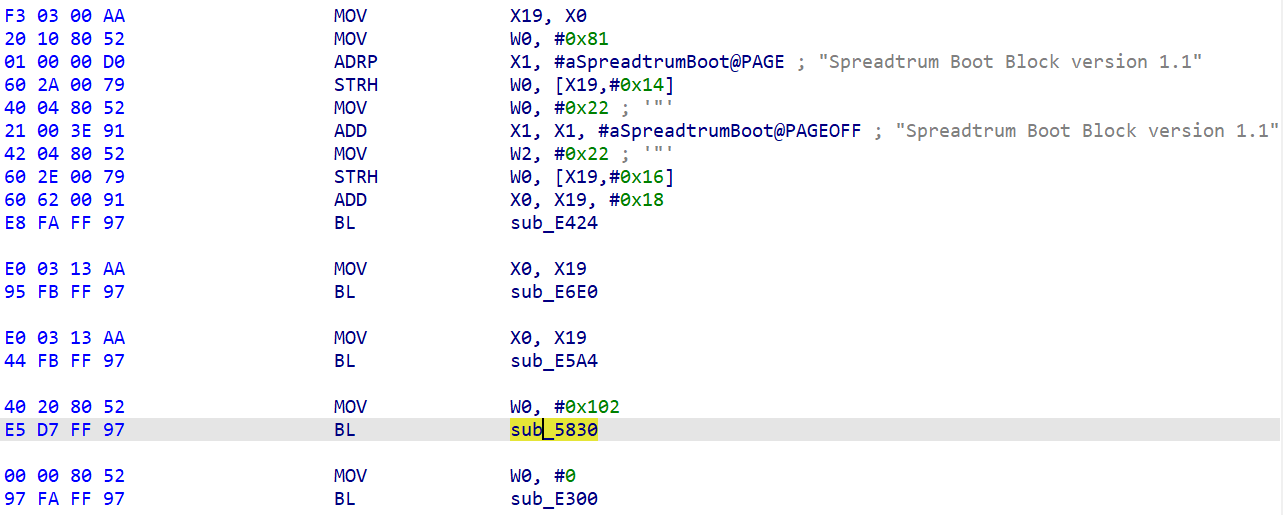 F3 03 00 AA MOV X19, X0
20 10 80 52 MOV W0, #0x81
01 00 00 D0 ADRP X1, #aSpreadtrumBoot@PAGE ; "Spreadtrum Boot Block version 1.1"
60 2A 00 79 STRH W0, [X19,#0x14]
40 04 80 52 MOV W0, #0x22 ; '"'
21 00 3E 91 ADD X1, X1, #aSpreadtrumBoot@PAGEOFF ; "Spreadtrum Boot Block version 1.1"
42 04 80 52 MOV W2, #0x22 ; '"'
60 2E 00 79 STRH W0, [X19,#0x16]
60 62 00 91 ADD X0, X19, #0x18
E8 FA FF 97 BL sub_E424
E0 03 13 AA MOV X0, X19
95 FB FF 97 BL sub_E6E0
E0 03 13 AA MOV X0, X19
44 FB FF 97 BL sub_E5A4
40 20 80 52 MOV W0, #0x102
E5 D7 FF 97 BL sub_5830
00 00 80 52 MOV W0, #0
97 FA FF 97 BL sub_E300